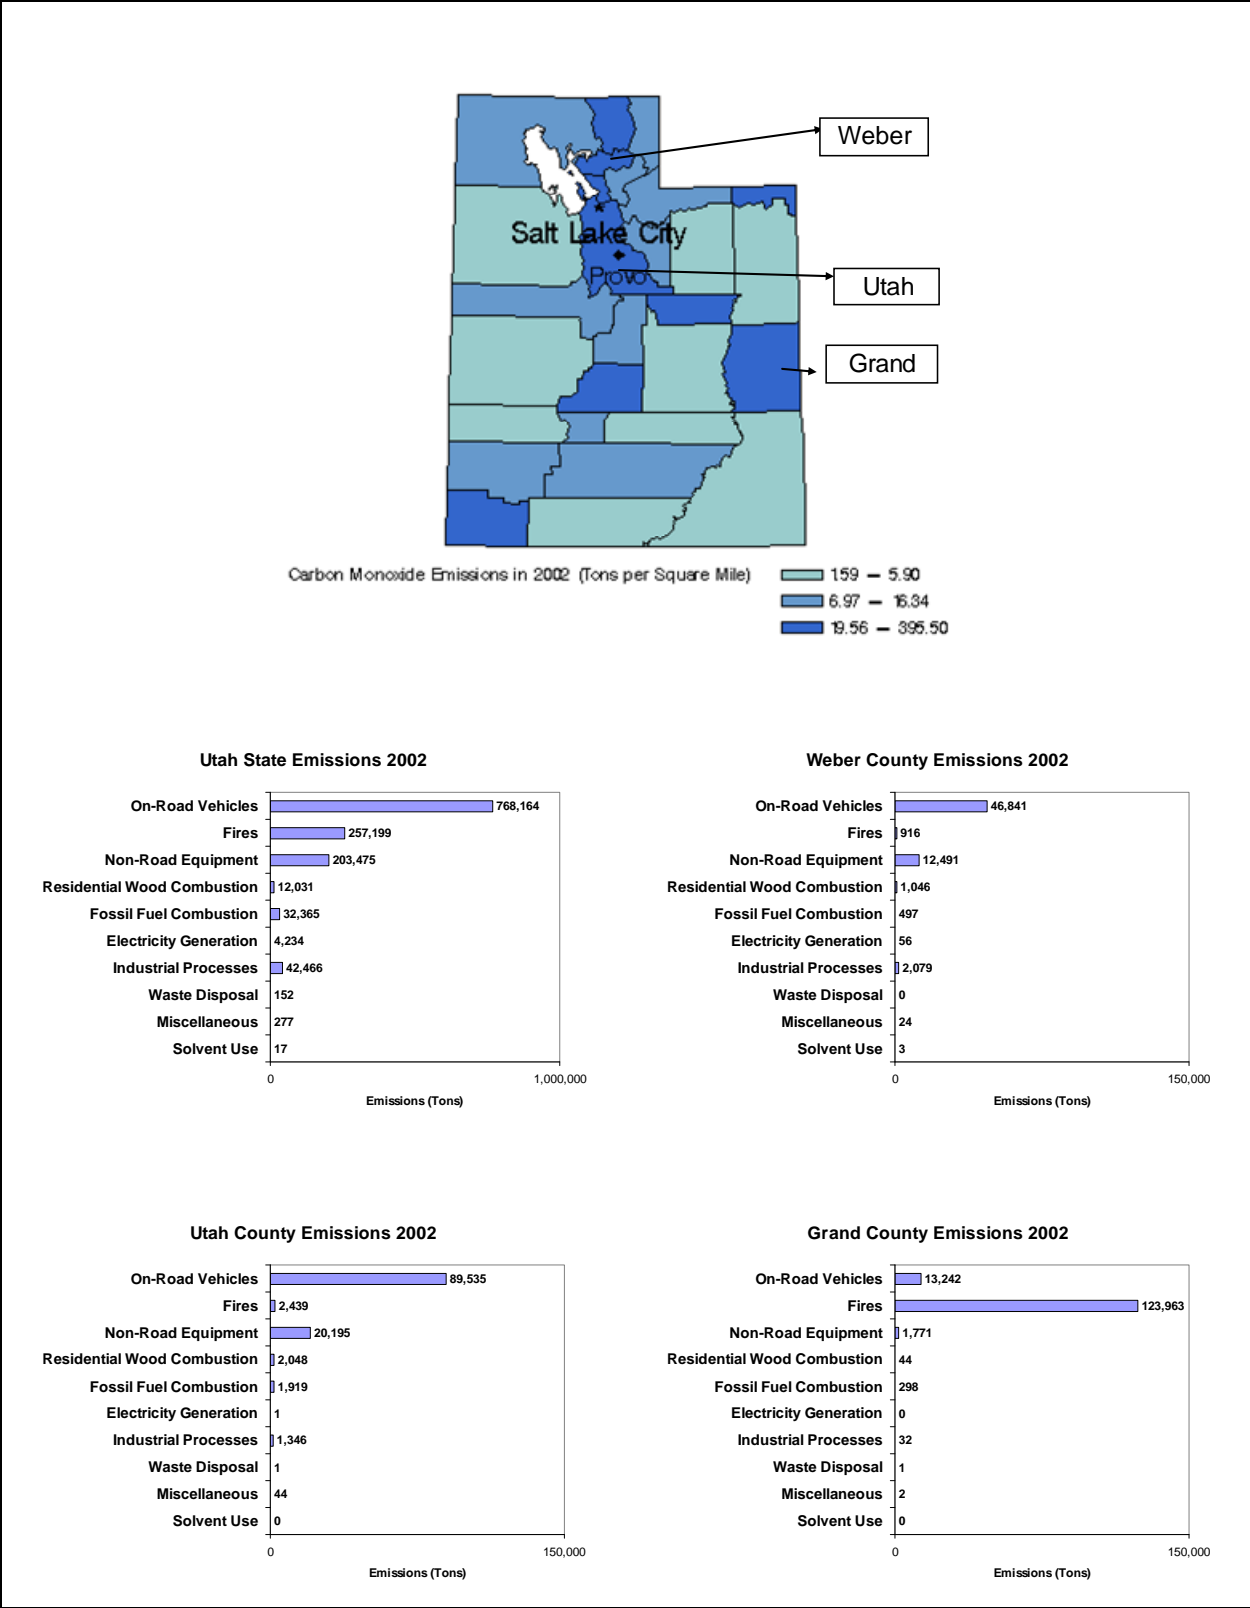 Weber
Salt Lake City
Provo
Utah
Grand
Carbon Monoxide Emissions in 2002 (Tons per Square Mile)
1.59 – 5.90
6.97 – 16.34
19.56 – 395.50
Utah State Emissions 2002
On-Road Vehicles 768,164
Fires 257,199
Non-Road Equipment 203,475
Residential Wood Combustion 12,031
Fossil Fuel Combustion 32,365
Electricity Generation 4,234
Industrial Processes 42,466
Waste Disposal 152
Miscellaneous 277
Solvent Use 17
0 1,000,000
Emissions (Tons)
Weber County Emissions 2002
On-Road Vehicles 46,841
Fires 916
Non-Road Equipment 12,491
Residential Wood Combustion 1,046
Fossil Fuel Combustion 497
Electricity Generation 56
Industrial Processes 2,079
Waste Disposal 0
Miscellaneous 24
Solvent Use 3
0 150,000
Emissions (Tons)
Utah County Emissions 2002
On-Road Vehicles 89,535
Fires 2,439
Non-Road Equipment 20,195
Residential Wood Combustion 2,048
Fossil Fuel Combustion 1,919
Electricity Generation 1
Industrial Processes 1,346
Waste Disposal 1
Miscellaneous 44
Solvent Use 0
0 150,000
Emissions (Tons)
Grand County Emissions 2002
On-Road Vehicles 13,242
Fires 123,963
Non-Road Equipment 1,771
Residential Wood Combustion 44
Fossil Fuel Combustion 298
Electricity Generation 0
Industrial Processes 32
Waste Disposal 1
Miscellaneous 2
Solvent Use 0
0 150,000
Emissions (Tons)